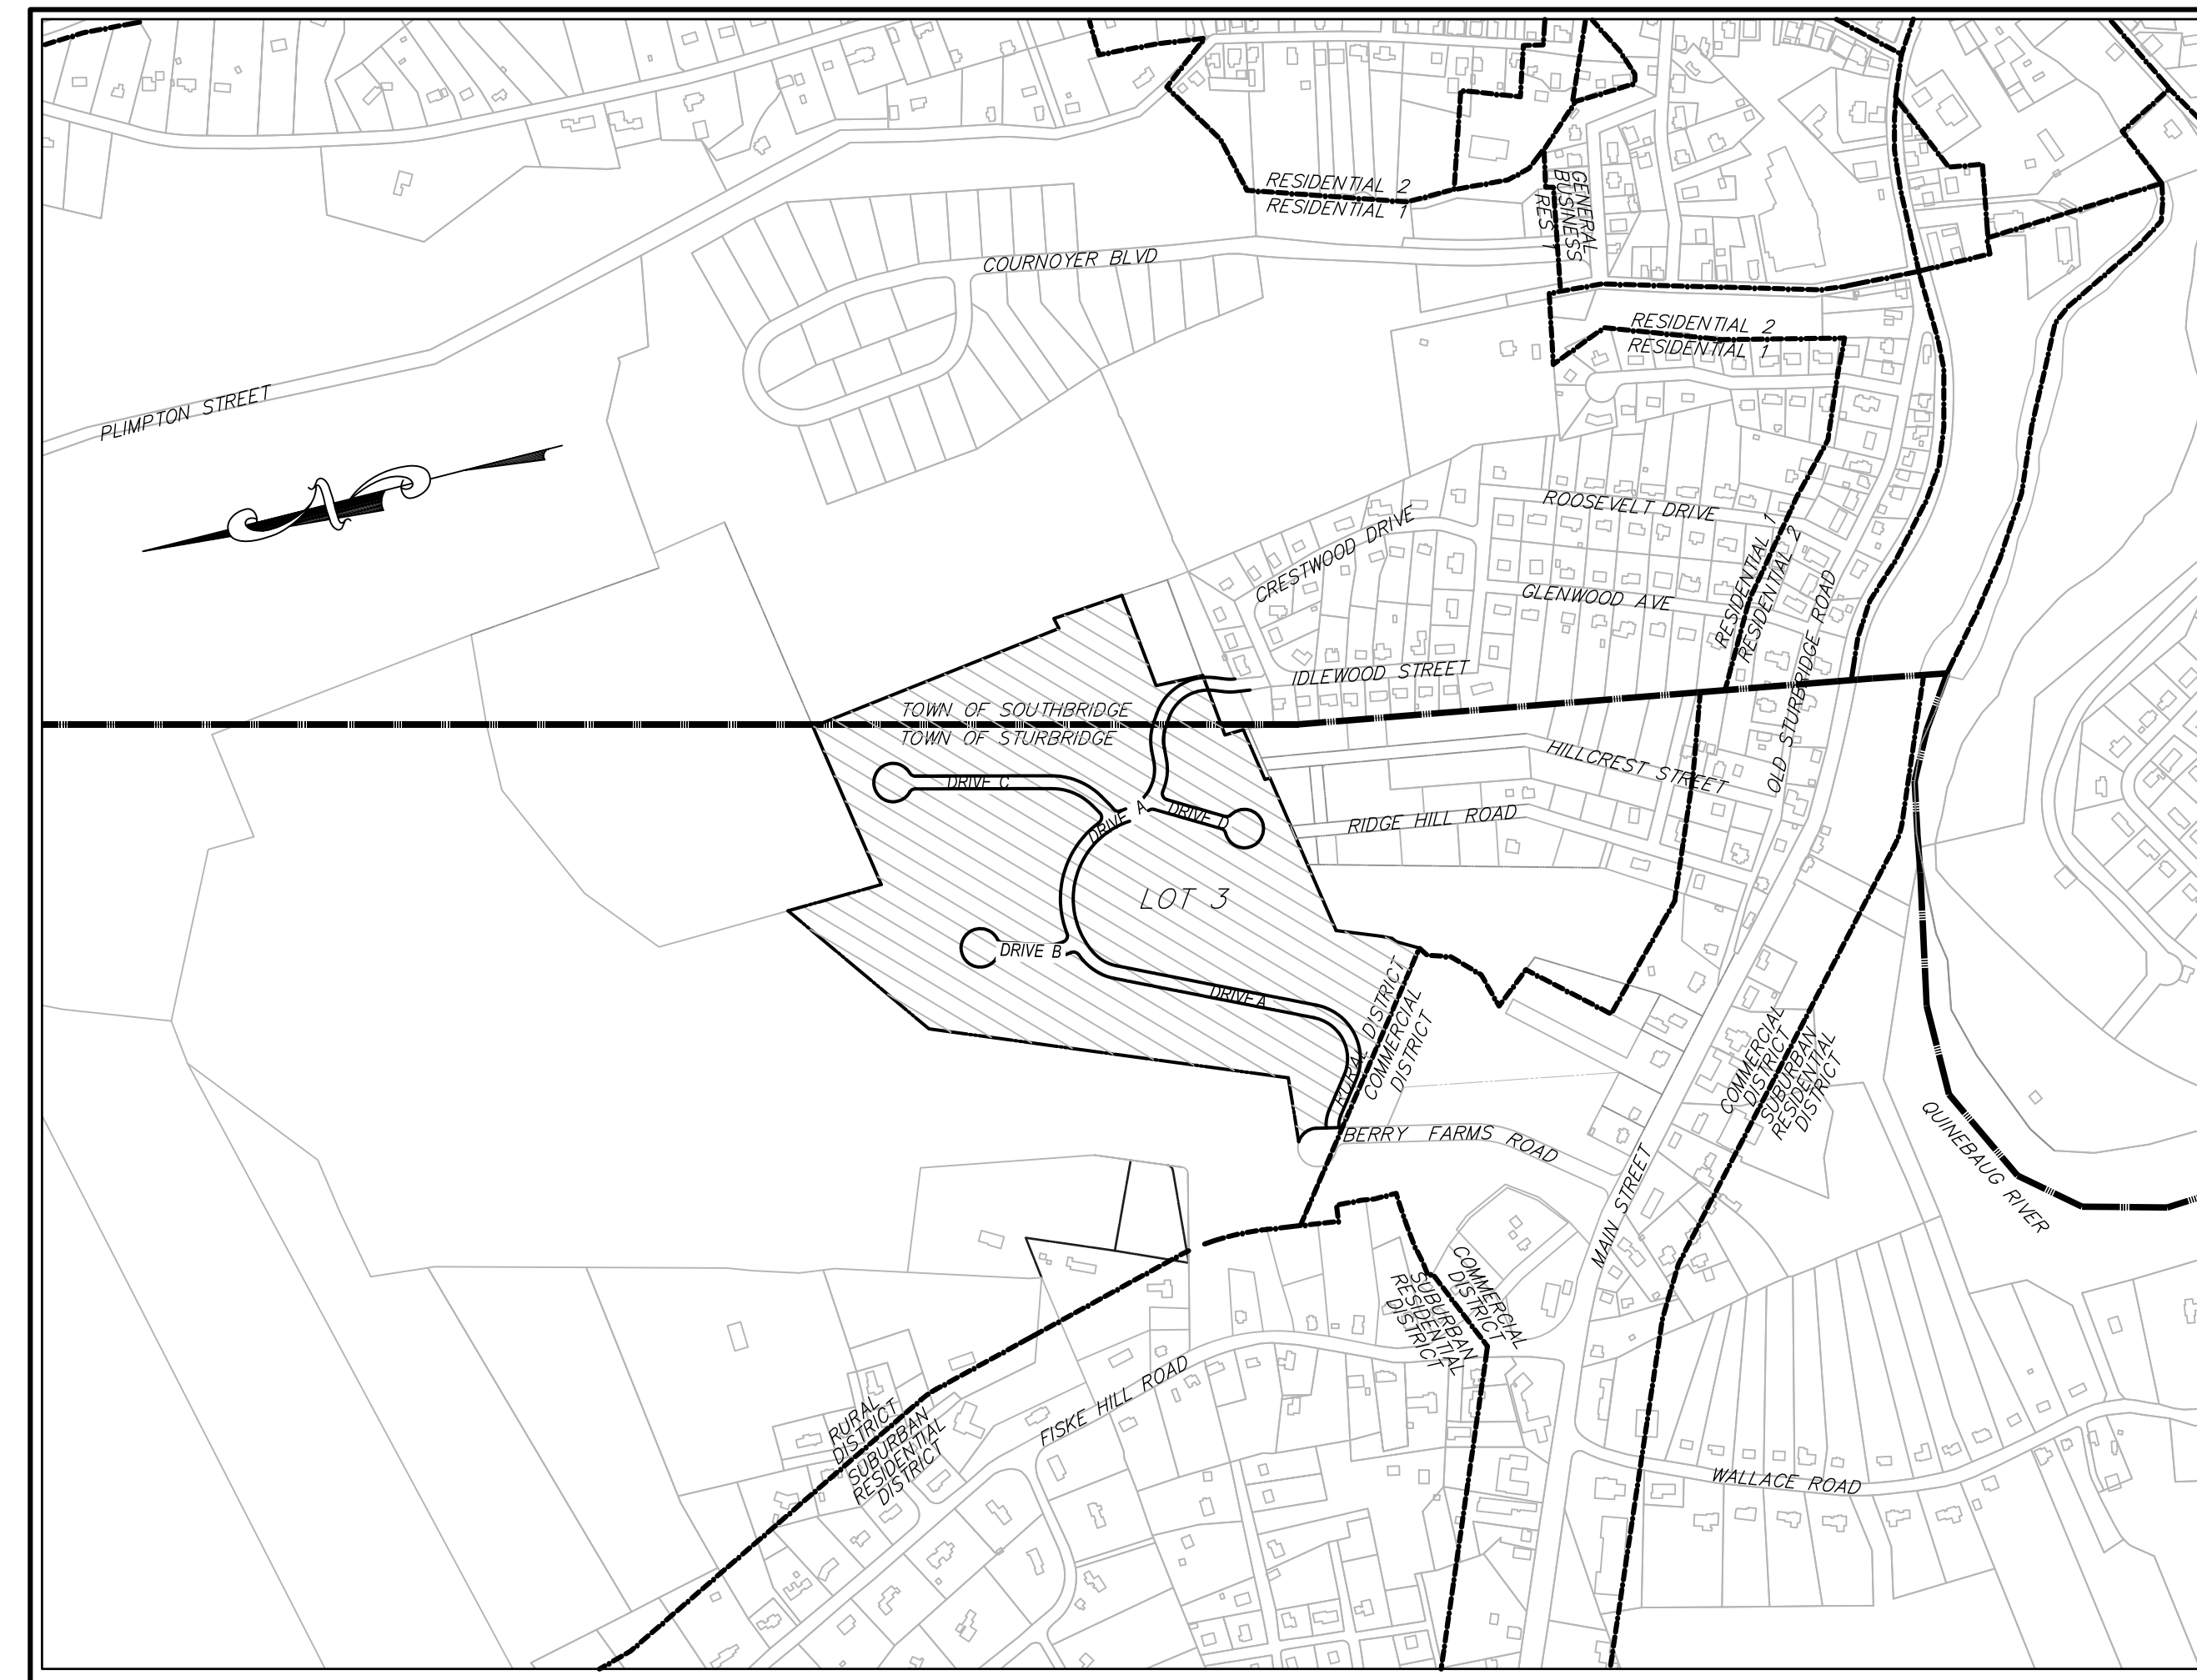 RESIDENTIAL 2
RESIDENTIAL 1
GENERAL
BUSINESS
RES 1
COURNOYER BLVD
RESIDENTIAL 2
RESIDENTIAL 1
PLIMPTON STREET
N
ROOSEVELT DRIVE
CRESTWOOD DRIVE
RESIDENTIAL 1
RESIDENTIAL 2
GLENWOOD AVE
OLD STURBRIDGE ROAD
IDLEWOOD STREET
TOWN OF SOUTHBRIDGE
TOWN OF STURBRIDGE
HILLCREST STREET
DRIVE C
DRIVE A
DRIVE D
RIDGE HILL ROAD
LOT 3
DRIVE B
DRIVE A
RURAL DISTRICT
COMMERCIAL
DISTRICT
COMMERCIAL
DISTRICT
SUBURBAN
RESIDENTIAL
DISTRICT
BERRY FARMS ROAD
QUINEBAUG RIVER
MAIN STREET
COMMERCIAL
DISTRICT
SUBURBAN
RESIDENTIAL
DISTRICT
FISKE HILL ROAD
RURAL
DISTRICT
SUBURBAN
RESIDENTIAL
DISTRICT
WALLACE ROAD